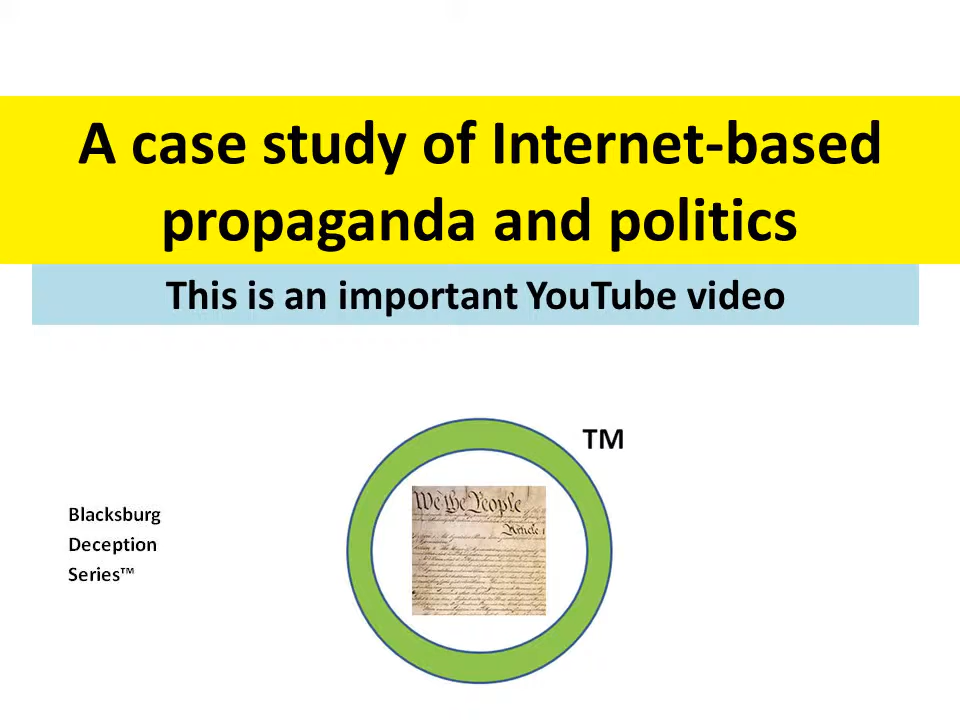 A case study of Internet-based
propaganda and politics
This is an important YouTube video
TM
We the People
Article I
Blacksburg
Deception
Series™